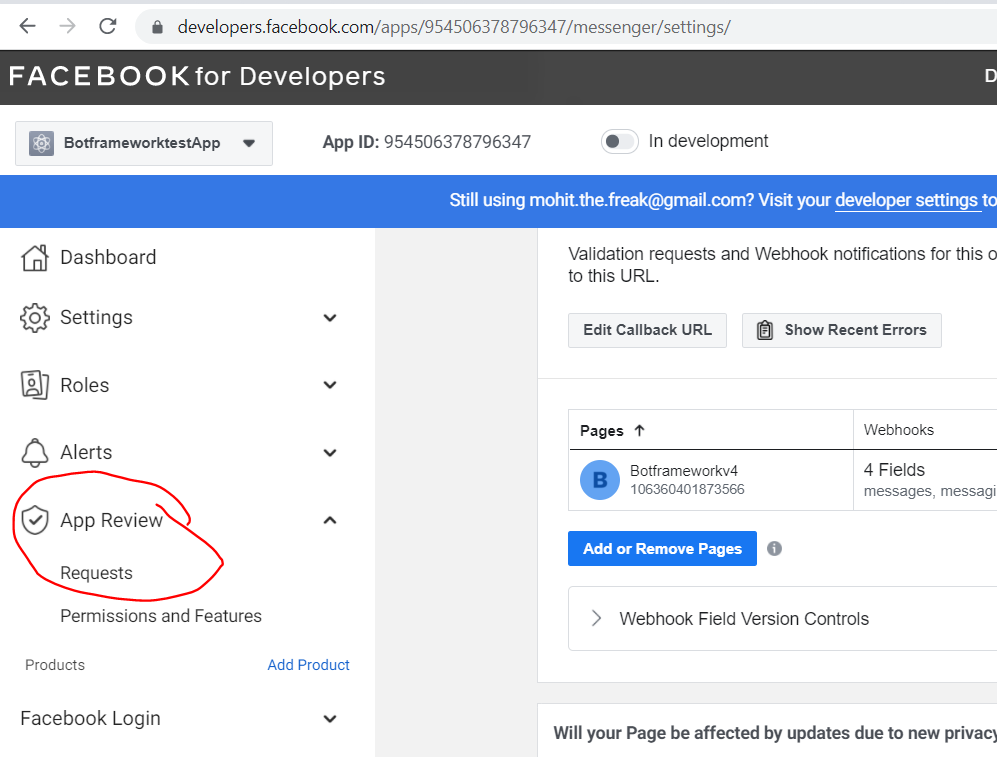 developers.facebook.com/apps/954506378796347/messenger/settings/
FACEBOOK for Developers
D
BotframeworktestApp
App ID: 954506378796347
In development
Still using mohit.the.freak@gmail.com? Visit your developer settings to
Dashboard
Settings
Roles
Alerts
App Review
Requests
Permissions and Features
Products
Add Product
Facebook Login
Validation requests and Webhook notifications for this o
to this URL.
Edit Callback URL
Show Recent Errors
Pages ↑
Webhooks
B
Botframeworkv4
106360401873566
4 Fields
messages, messagi
Add or Remove Pages
Webhook Field Version Controls
Will your Page be affected by updates due to new privacy